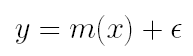 y = m(x) + ϵ